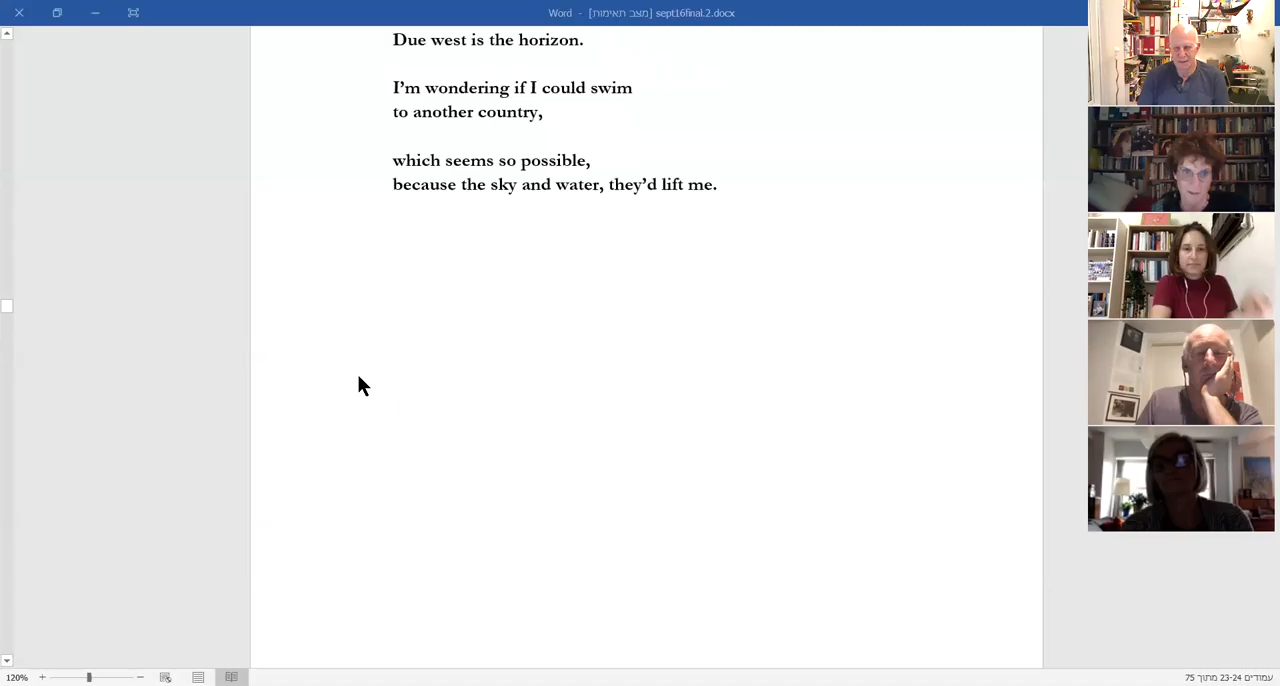 Word - [מצב תאימות] sept16final.2.docx
Due west is the horizon.
I’m wondering if I could swim
to another country,
which seems so possible,
because the sky and water, they’d lift me.
120%
עמודים 23-24 מתוך 75